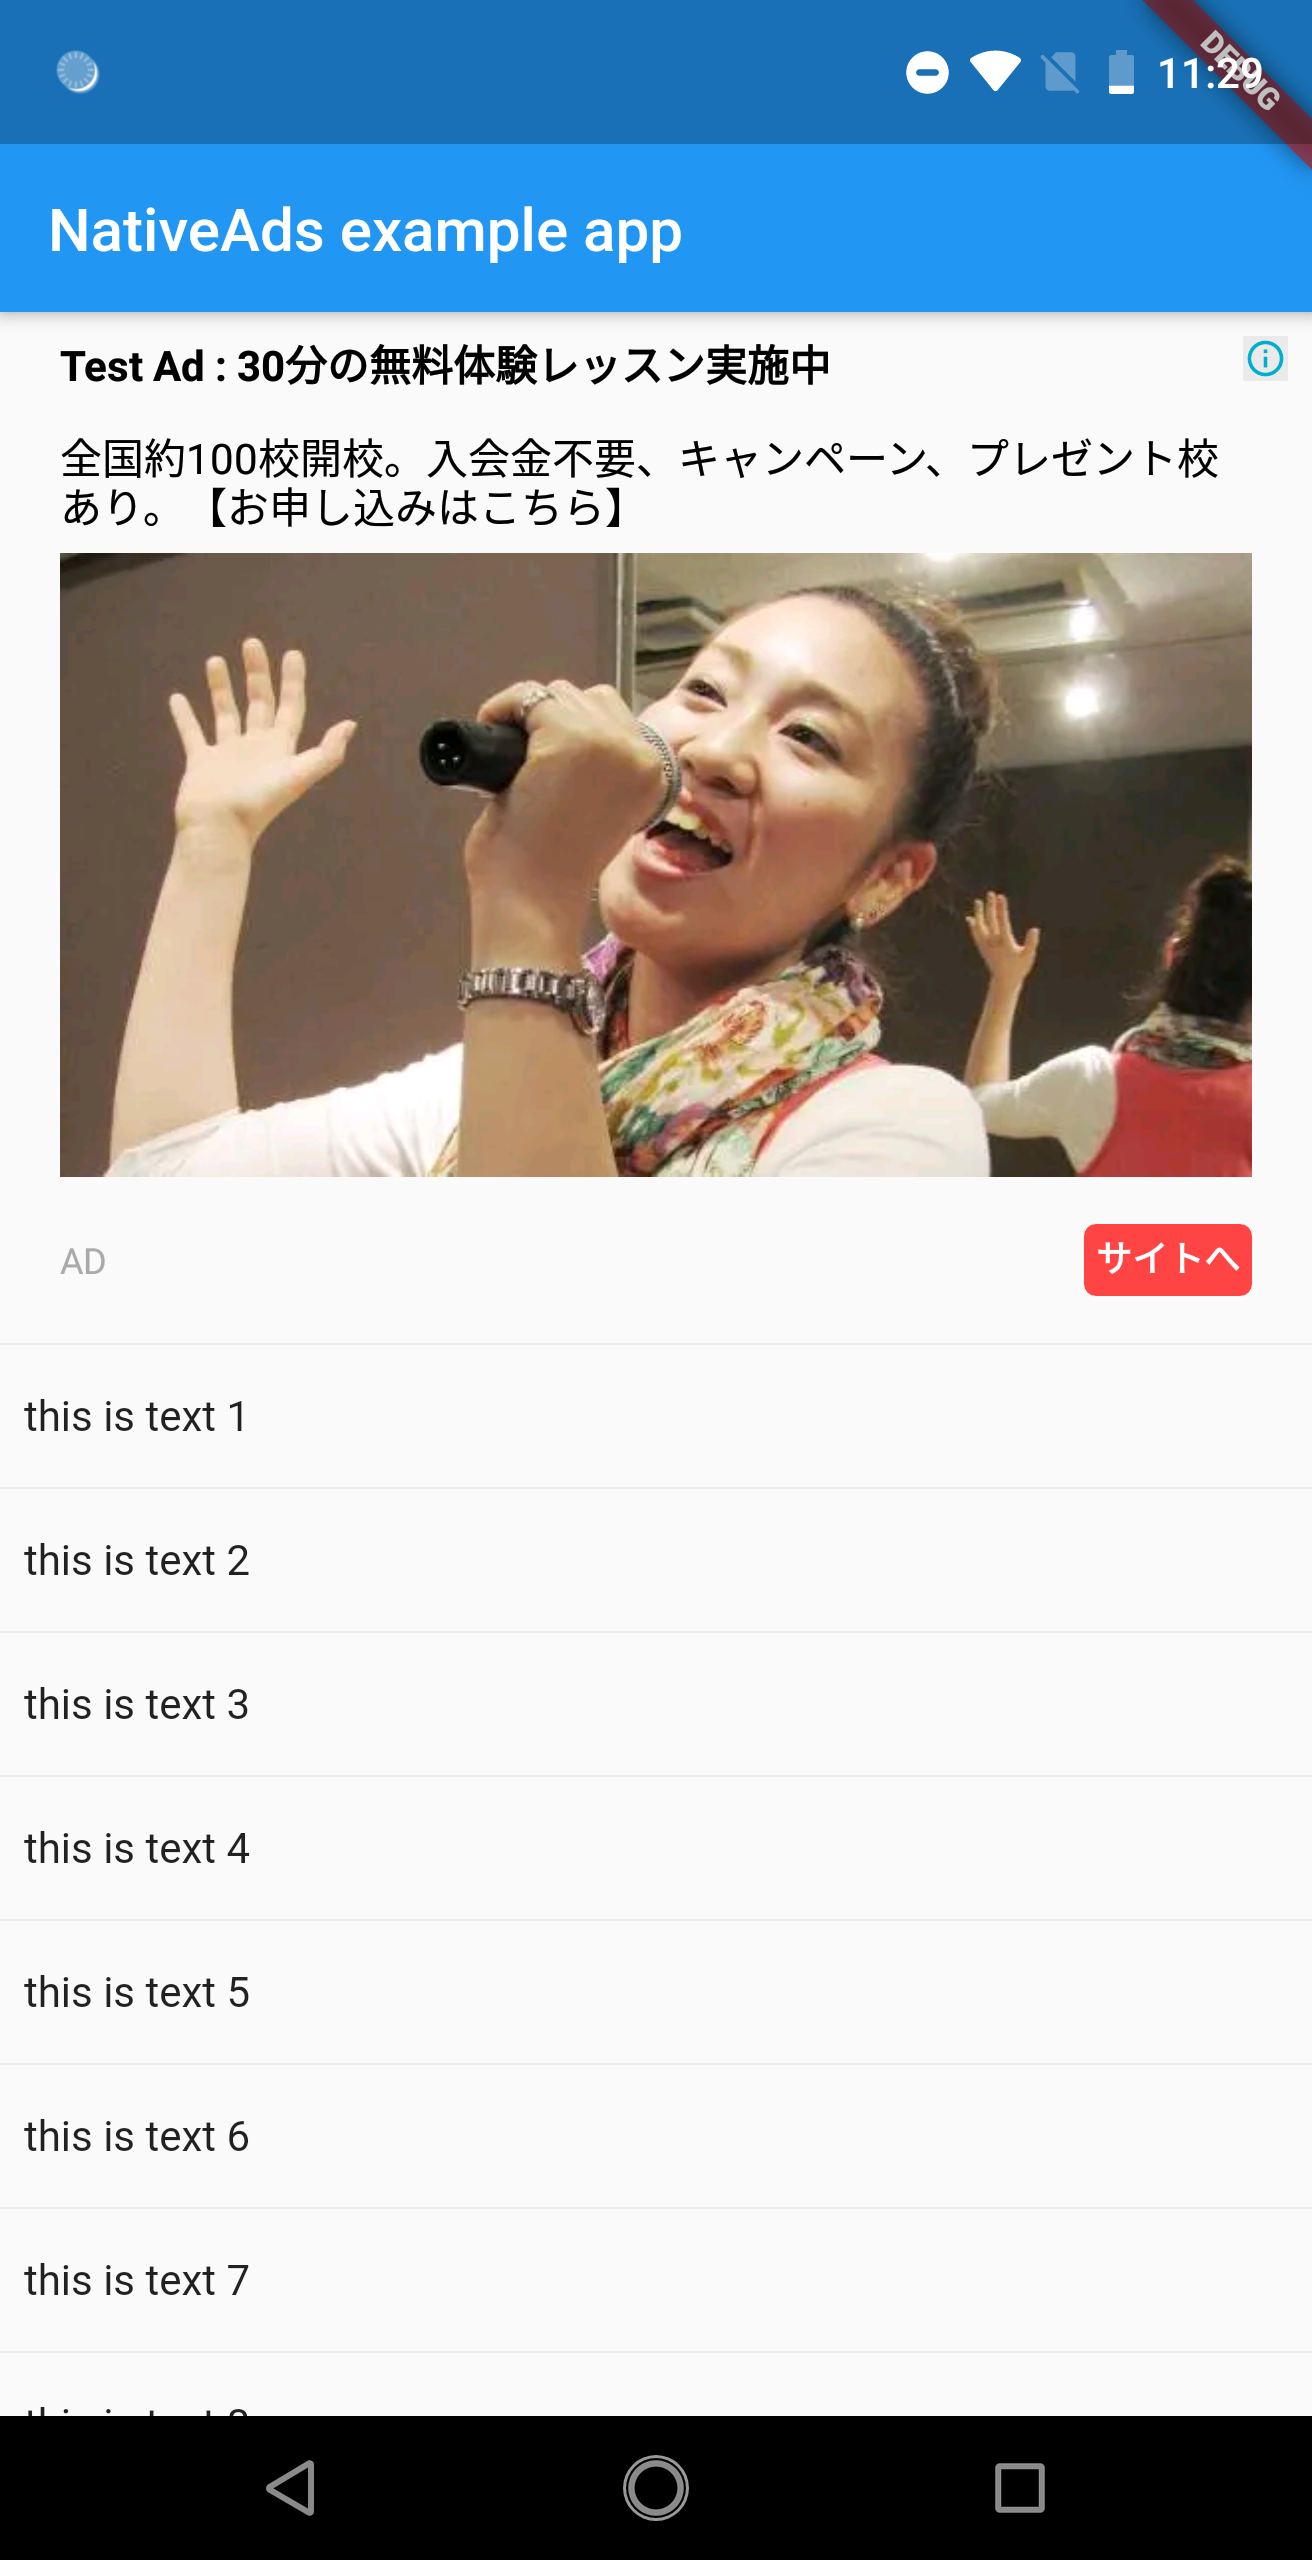 11:29
DEBUG
NativeAds example app
Test Ad : 30分の無料体験レッスン実施中
全国約100校開校。入会金不要、キャンペーン、プレゼント校
あり。【お申し込みはこちら】
AD
サイトへ
this is text 1
this is text 2
this is text 3
this is text 4
this is text 5
this is text 6
this is text 7